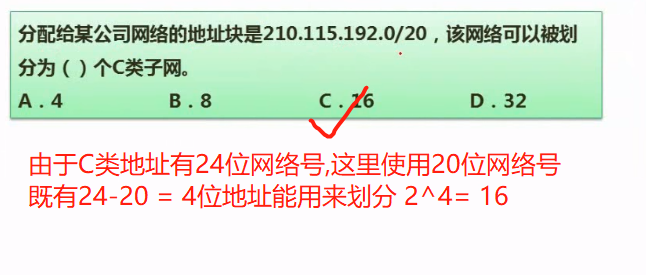 分配给某公司网络的地址块是210.115.192.0/20，该网络可以被划
分为（ ）个C类子网。
A．4 B．8 C．16 D．32
由于C类地址有24位网络号,这里使用20位网络号
既有24-20 = 4位地址能用来划分 2^4= 16